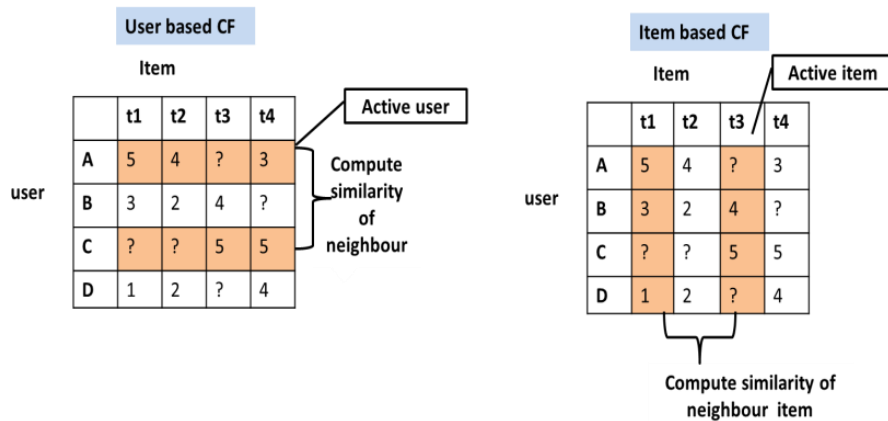 User based CF
Item
Active user
t1 t2 t3 t4
A 5 4 ? 3
B 3 2 4 ?
C ? ? 5 5
D 1 2 ? 4
user
Compute
similarity
of
neighbour
Item based CF
Item
Active item
t1 t2 t3 t4
A 5 4 ? 3
B 3 2 4 ?
C ? ? 5 5
D 1 2 ? 4
user
Compute similarity of
neighbour item